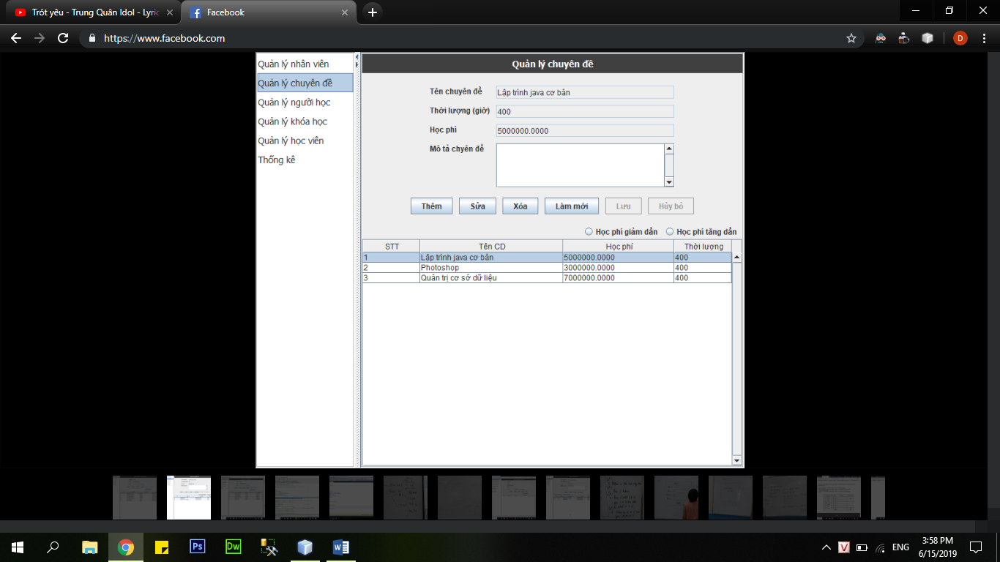 Trót yêu - Trung Quân Idol - Lyric
Facebook
https://www.facebook.com
D
Quản lý nhân viên
Quản lý chuyên đề
Quản lý người học
Quản lý khóa học
Quản lý học viên
Thống kê
Quản lý chuyên đề
Tên chuyên đề Lập trình java cơ bản
Thời lượng (giờ) 400
Học phí 5000000.0000
Mô tả chyên đề
Thêm Sửa Xóa Làm mới Lưu Hủy bỏ
Học phí giảm dần Học phí tăng dần
STT Tên CD Học phí Thời lượng
1 Lập trình java cơ bản 5000000.0000 400
2 Photoshop 3000000.0000 400
3 Quản trị cơ sở dữ liệu 7000000.0000 400
Ps Dw V ENG
3:58 PM
6/15/2019